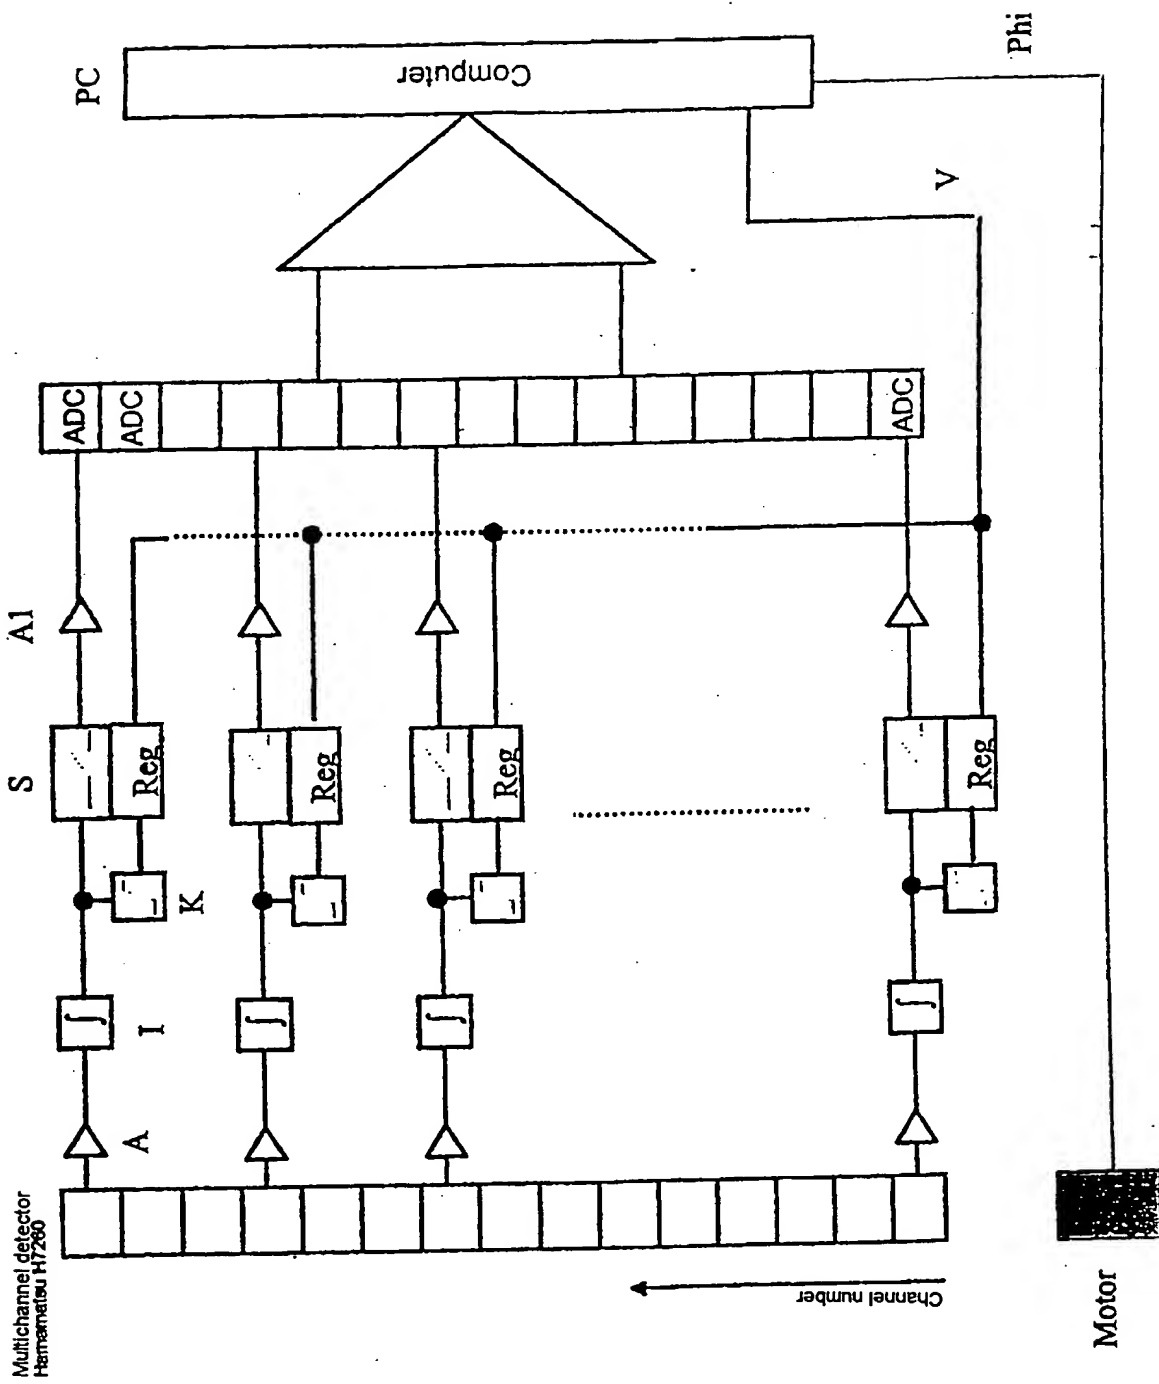 PC
Computer
Phi
V
ADC
ADC
ADC
A1
S
Reg
Reg
Reg
Reg
K
∫
∫
∫
∫
I
A
Multichannel detector
Hamamatsu H7260
Channel number
Motor